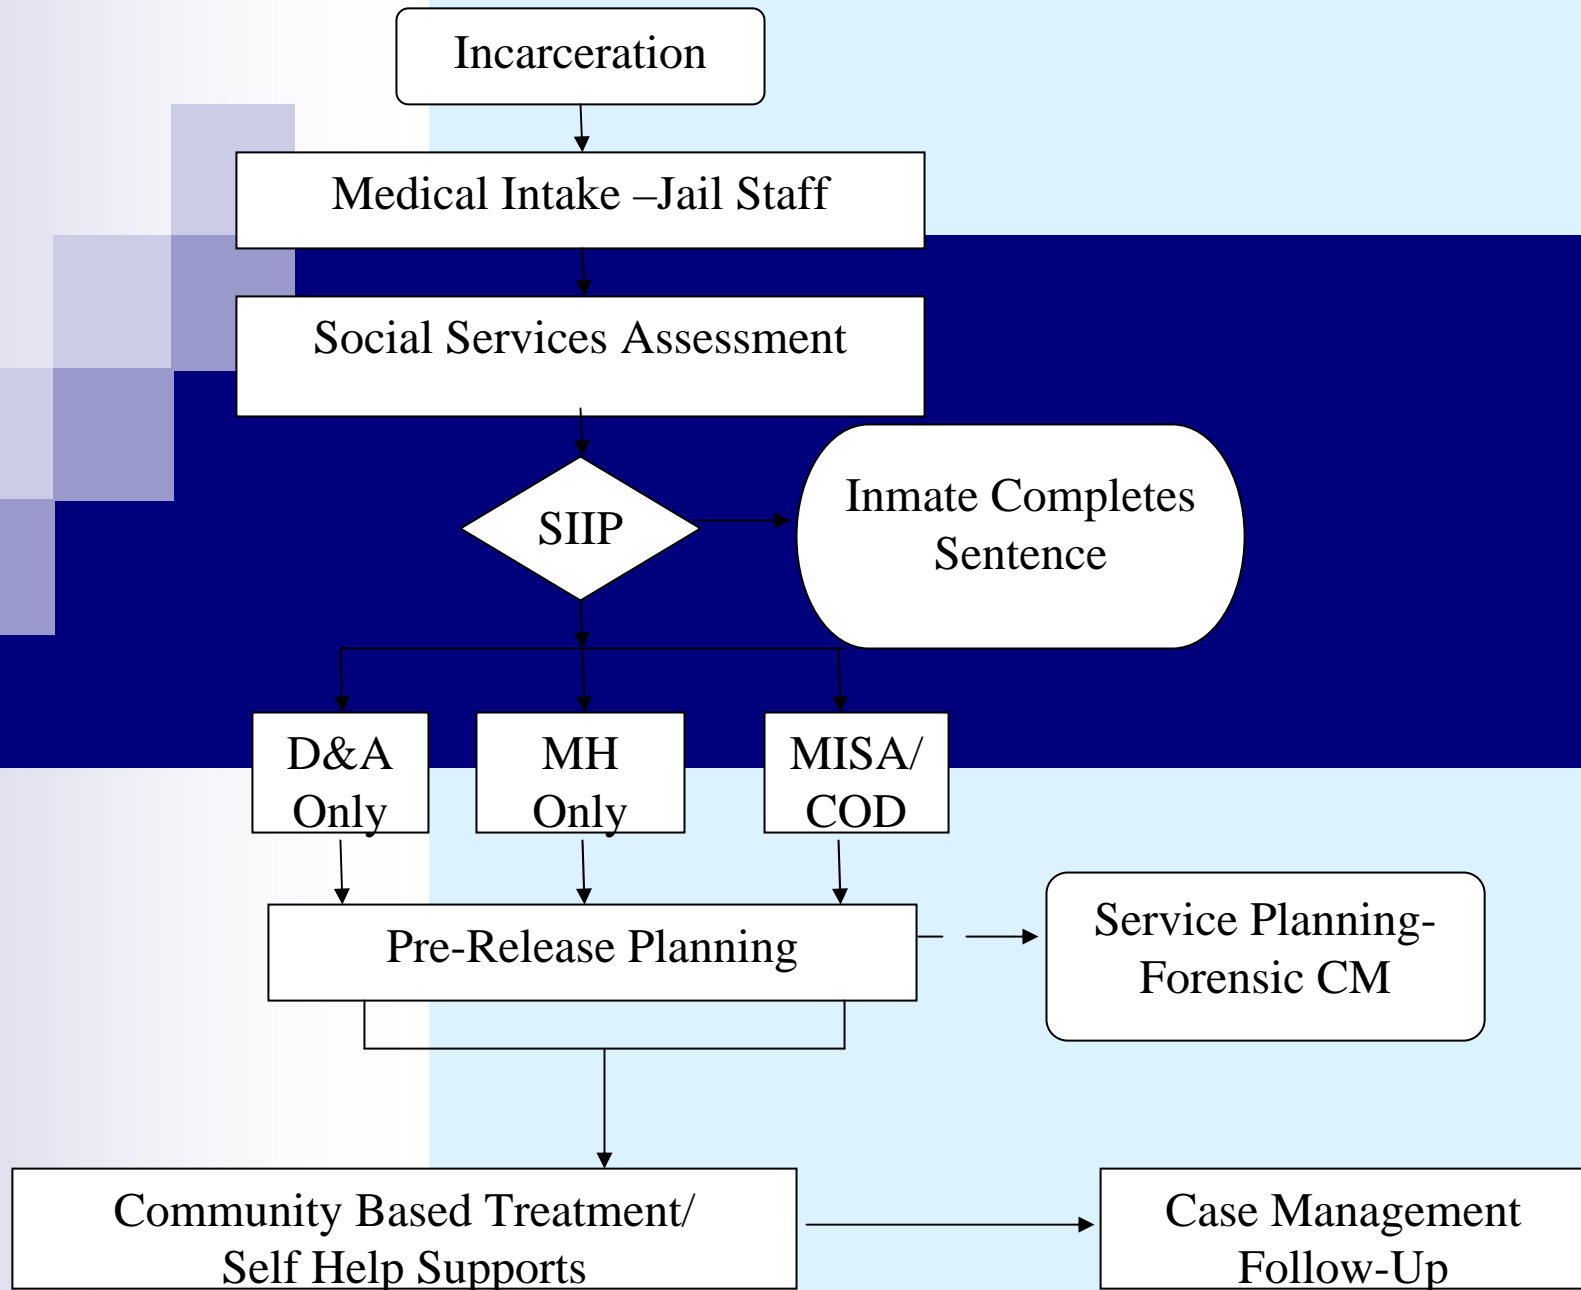 Incarceration
Medical Intake –Jail Staff
Social Services Assessment
SIIP
Inmate Completes
Sentence
D&A
Only
MH
Only
MISA/
COD
Pre-Release Planning
Service Planning-
Forensic CM
Community Based Treatment/
Self Help Supports
Case Management
Follow-Up